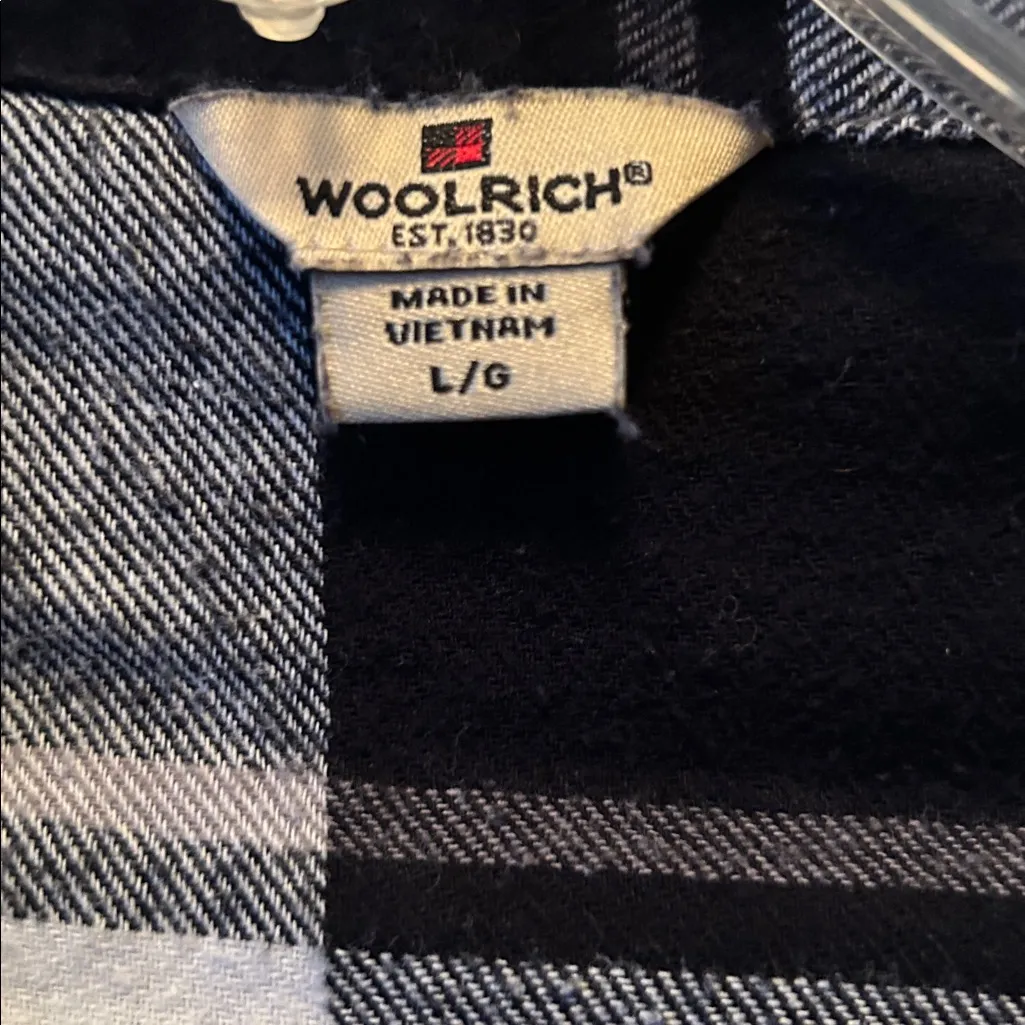 WOOLRICH®
EST. 1830
MADE IN
VIETNAM
L/G